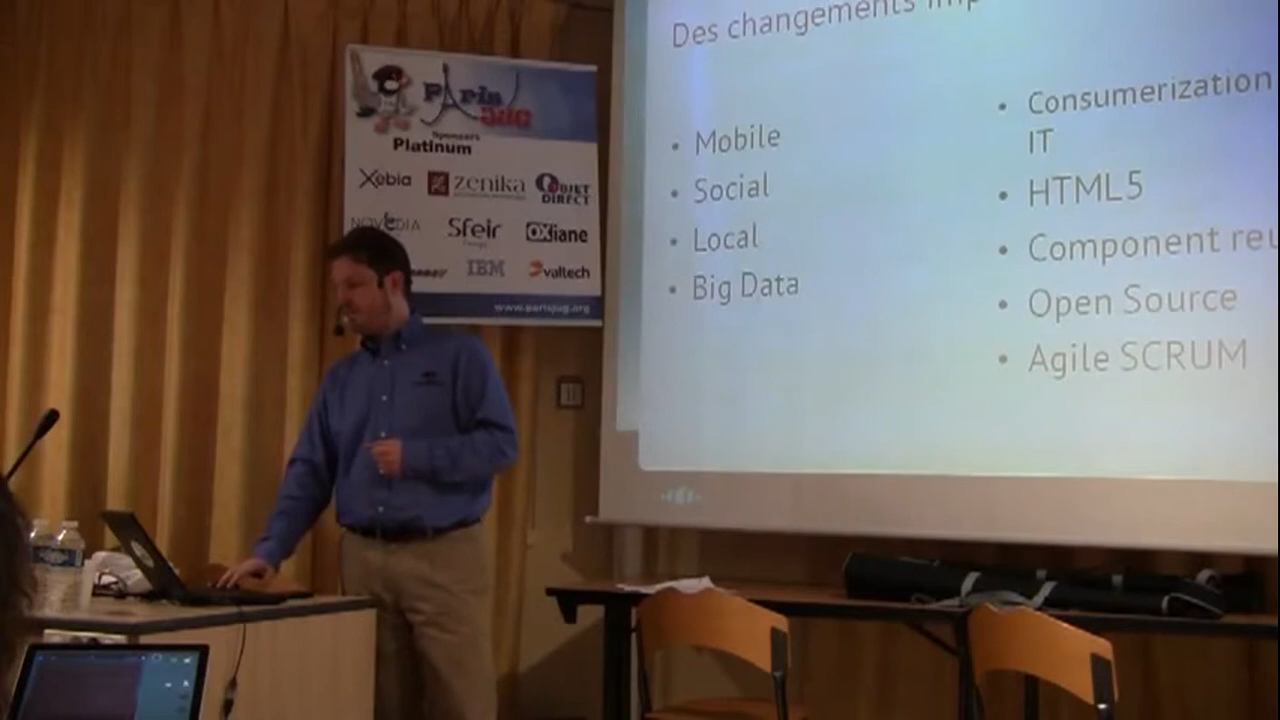 Paris
JUG
Sponsors
Platinum
Xebia
zenika
OBJET
DIRECT
Sfeir
OXiane
IBM
valtech
www.parisjug.org
Des changements
Mobile
Social
Local
Big Data
Consumerization
IT
HTML5
Component
Open Source
Agile SCRUM